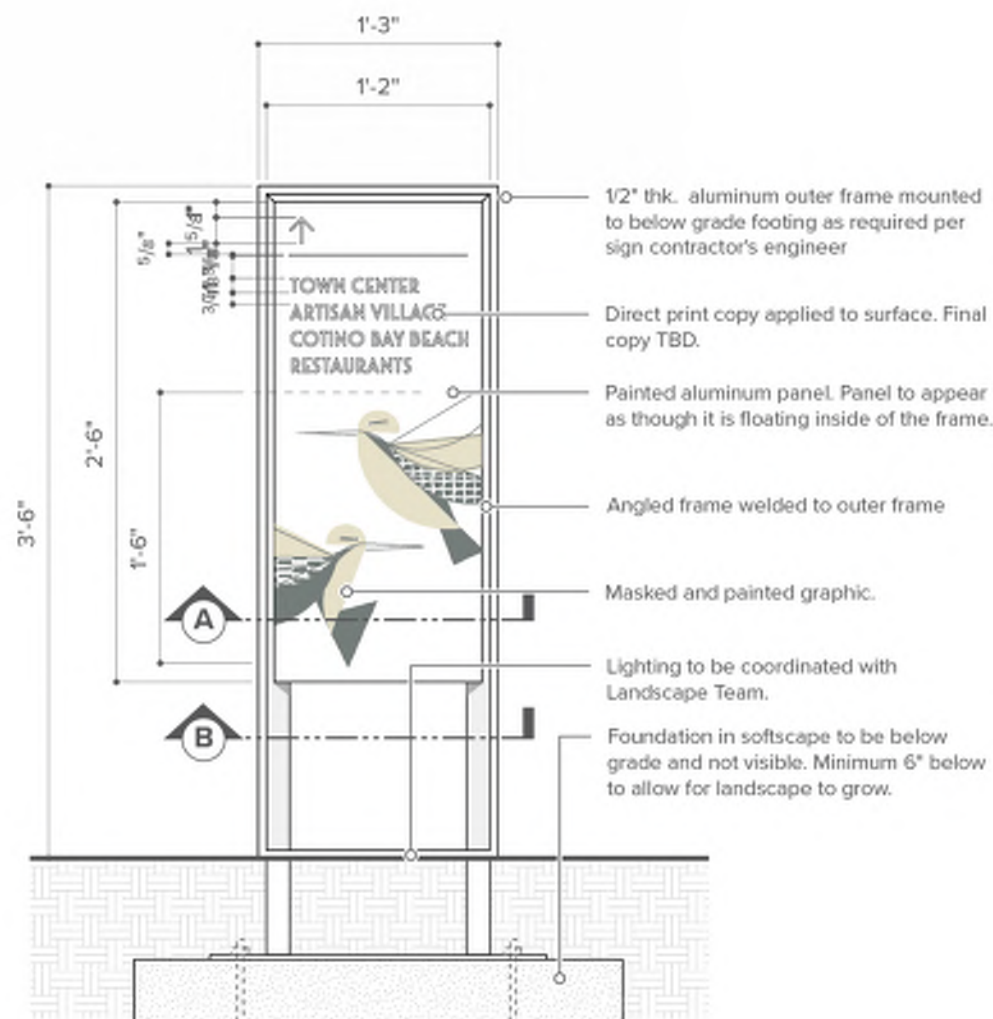 1'-3"
1'-2"
1/2" thk. aluminum outer frame mounted
to below grade footing as required per
sign contractor's engineer
5/8"
1 5/8"
TOWN CENTER
ARTISAN VILLAGE
COTINO BAY BEACH
RESTAURANTS
Direct print copy applied to surface. Final
copy TBD.
Painted aluminum panel. Panel to appear
as though it is floating inside of the frame.
2'-6"
3'-6"
1'-6"
Angled frame welded to outer frame
A
Masked and painted graphic.
Lighting to be coordinated with
Landscape Team.
B
Foundation in softscape to be below
grade and not visible. Minimum 6" below
to allow for landscape to grow.